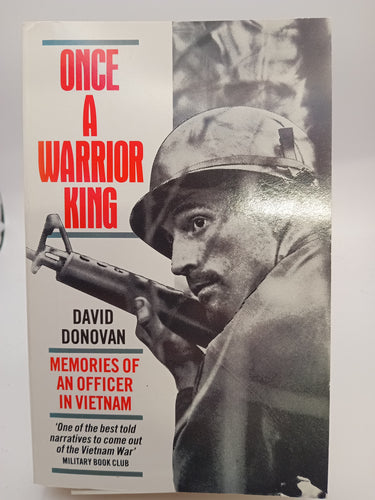 ONCE
A
WARRIOR
KING
DAVID
DONOVAN
MEMORIES OF
AN OFFICER
IN VIETNAM
'One of the best told
narratives to come out
of the Vietnam War'
MILITARY BOOK CLUB